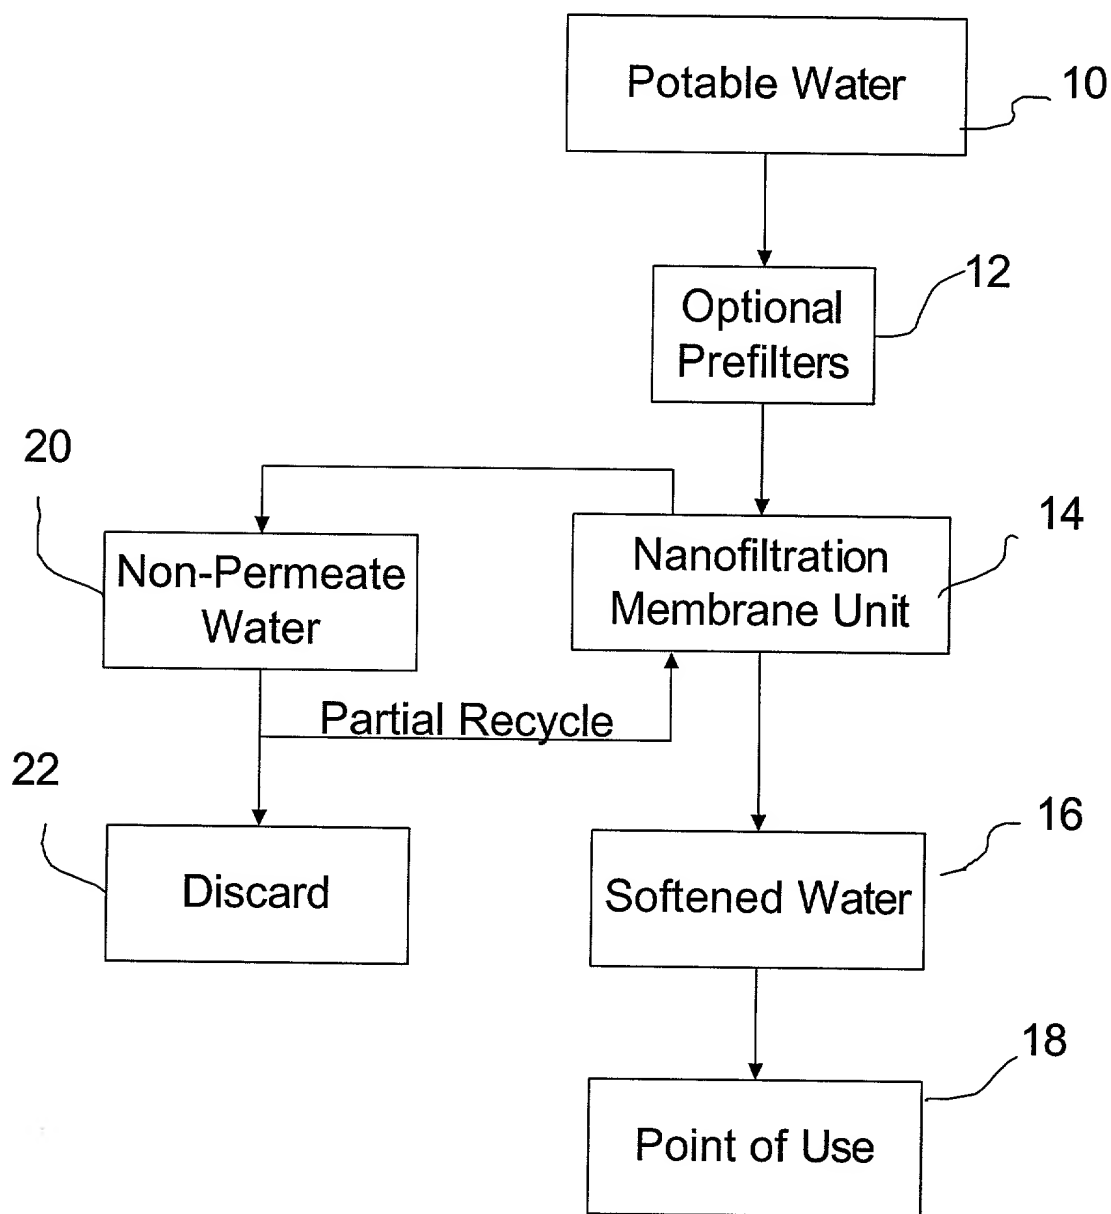 Potable Water
10
12
Optional
Prefilters
20
14
Nanofiltration
Membrane Unit
Non-Permeate
Water
Partial Recycle
22
16
Discard
Softened Water
18
Point of Use